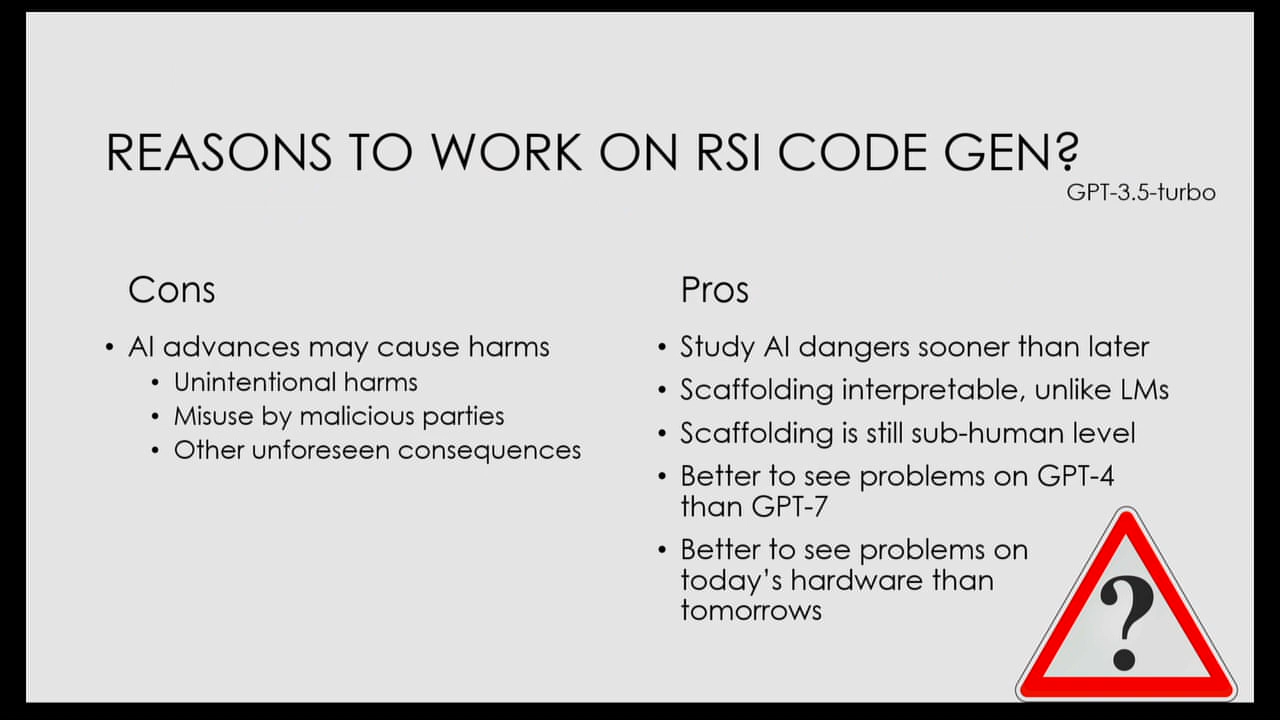 REASONS TO WORK ON RSI CODE GEN?
GPT-3.5-turbo
Cons
• AI advances may cause harms
• Unintentional harms
• Misuse by malicious parties
• Other unforeseen consequences
Pros
• Study AI dangers sooner than later
• Scaffolding interpretable, unlike LMs
• Scaffolding is still sub-human level
• Better to see problems on GPT-4
than GPT-7
• Better to see problems on
today’s hardware than
tomorrows
?